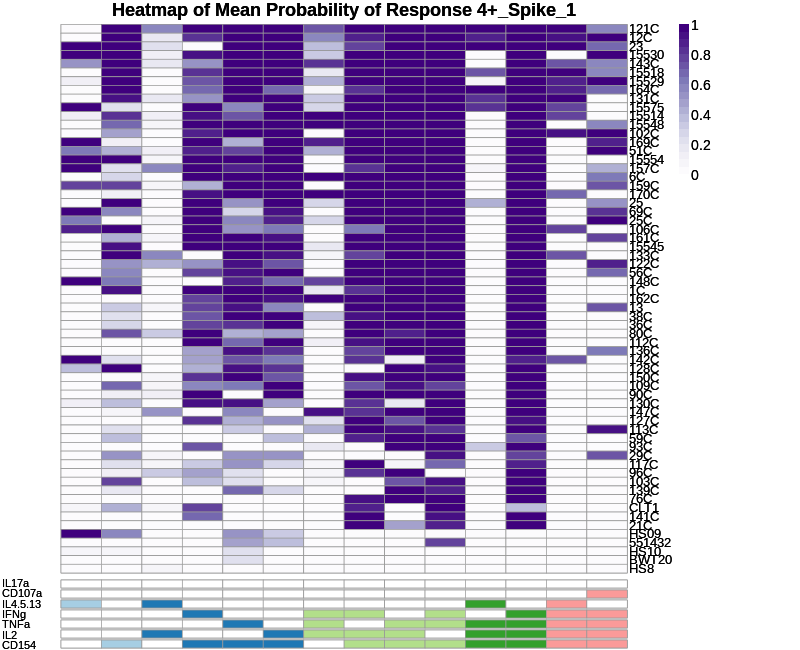 Heatmap of Mean Probability of Response 4+_Spike_1
121C
12C
23
15530
143C
15518
15529
164C
131C
15575
15514
15548
102C
169C
51C
15554
157C
6C
159C
170C
25
69C
25C
106C
161C
15545
133C
122C
56C
148C
1C
162C
13
38C
36C
80C
112C
136C
142C
128C
150C
109C
90C
130C
147C
127C
113C
59C
93C
29C
117C
96C
103C
139C
76C
CLT1
141C
21C
HS09
551432
HS10
BWT20
HS8
1
0.8
0.6
0.4
0.2
0
IL17a
CD107a
IL4.5.13
IFNg
TNFa
IL2
CD154